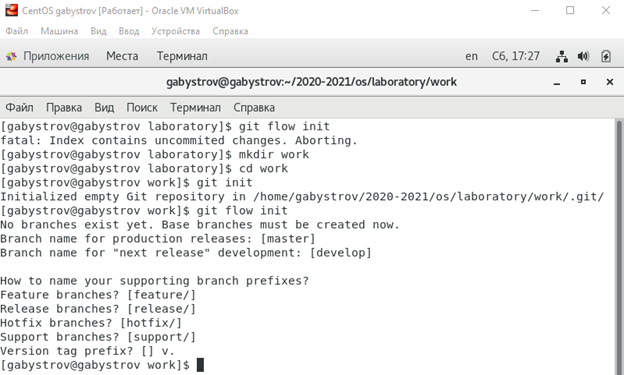 CentOS gabystrov [Работает] - Oracle VM VirtualBox
Файл Машина Вид Ввод Устройства Справка
Приложения Места Терминал en Сб, 17:27
gabystrov@gabystrov:~/2020-2021/os/laboratory/work
Файл Правка Вид Поиск Терминал Справка
[gabystrov@gabystrov laboratory]$ git flow init
fatal: Index contains uncommited changes. Aborting.
[gabystrov@gabystrov laboratory]$ mkdir work
[gabystrov@gabystrov laboratory]$ cd work
[gabystrov@gabystrov work]$ git init
Initialized empty Git repository in /home/gabystrov/2020-2021/os/laboratory/work/.git/
[gabystrov@gabystrov work]$ git flow init
No branches exist yet. Base branches must be created now.
Branch name for production releases: [master]
Branch name for "next release" development: [develop]
How to name your supporting branch prefixes?
Feature branches? [feature/]
Release branches? [release/]
Hotfix branches? [hotfix/]
Support branches? [support/]
Version tag prefix? [] v.
[gabystrov@gabystrov work]$